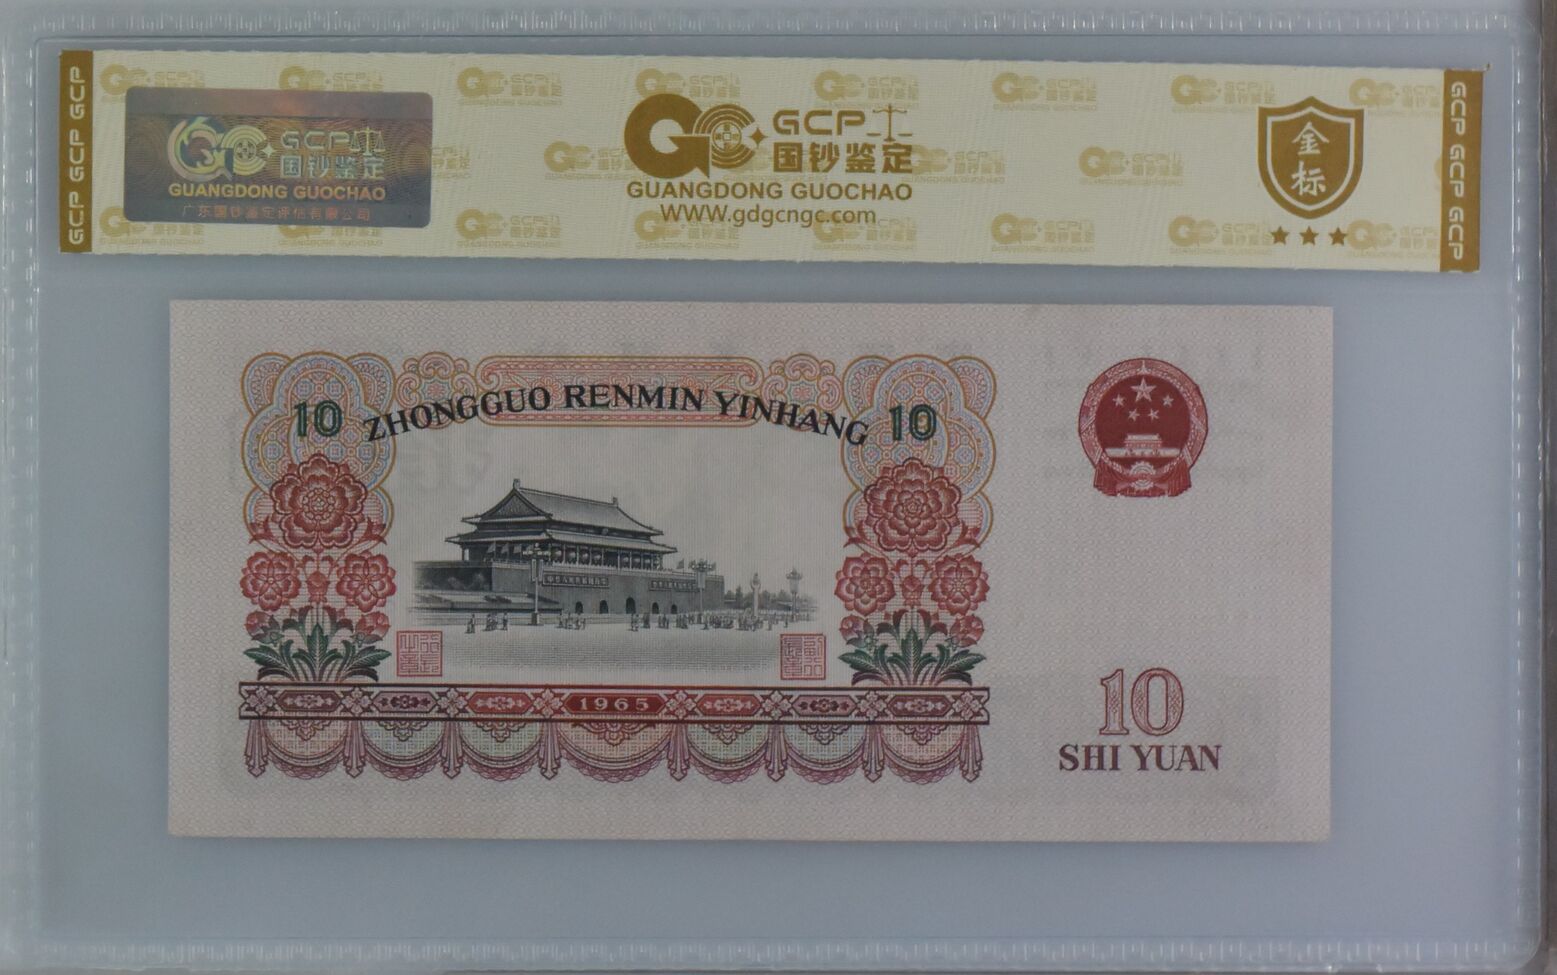 GCP GCP GCP
GCP
国钞鉴定
GUANGDONG GUOCHAO
广东国钞鉴定评估有限公司
GCP
国钞鉴定
GUANGDONG GUOCHAO
WWW.gdgcngc.com
金标
GCP GCP GCP
10 ZHONGGUO RENMIN YINHANG 10
1965
10
SHI YUAN